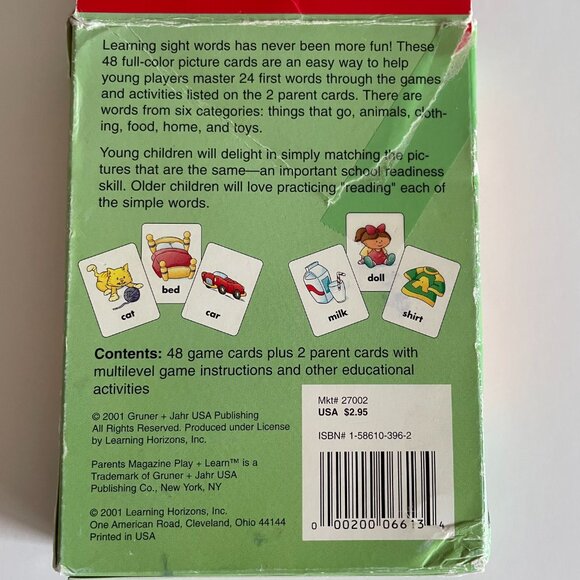 Learning sight words has never been more fun! These
48 full-color picture cards are an easy way to help
young players master 24 first words through the games
and activities listed on the 2 parent cards. There are
words from six categories: things that go, animals, cloth-
ing, food, home, and toys.
Young children will delight in simply matching the pic-
tures that are the same—an important school readiness
skill. Older children will love practicing "reading" each of
the simple words.
cat
bed
car
milk
doll
shirt
A
Contents: 48 game cards plus 2 parent cards with
multilevel game instructions and other educational
activities
© 2001 Gruner + Jahr USA Publishing
All Rights Reserved. Produced under License
by Learning Horizons, Inc.
Parents Magazine Play + Learn™ is a
Trademark of Gruner + Jahr USA
Publishing Co., New York, NY
© 2001 Learning Horizons, Inc.
One American Road, Cleveland, Ohio 44144
Printed in USA
Mkt# 27002
USA $2.95
ISBN# 1-58610-396-2
0 00200 06613 4